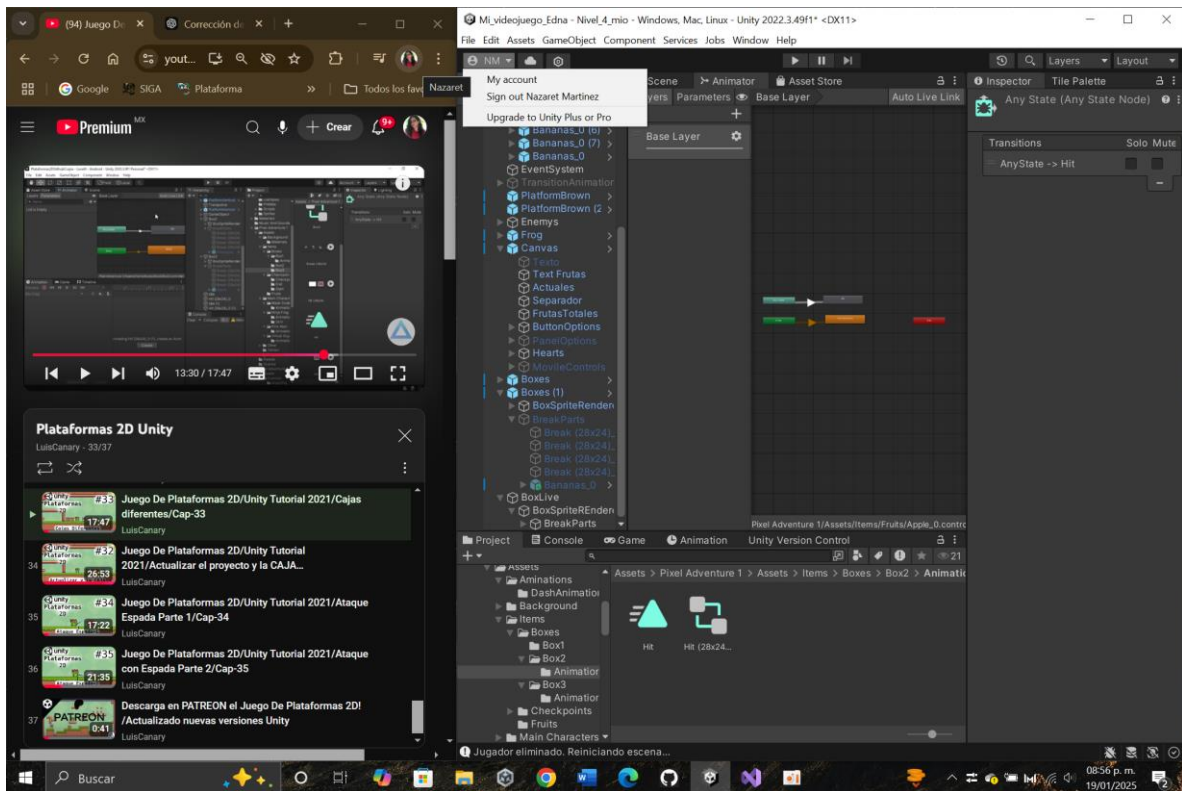 (94) Juego De
Corrección de
yout...
Google
SIGA
Plataforma
»
Todos los fav
Nazaret
Premium MX
Crear
9+
13:30 / 17:47
Plataformas 2D Unity
LuisCanary - 33/37
#33
17:47
Juego De Plataformas 2D/Unity Tutorial 2021/Cajas
diferentes/Cap-33
LuisCanary
34
#32
26:53
Juego De Plataformas 2D/Unity Tutorial
2021/Actualizar el proyecto y la CAJA...
LuisCanary
35
#34
17:22
Juego De Plataformas 2D/Unity Tutorial 2021/Ataque
Espada Parte 1/Cap-34
LuisCanary
36
#35
21:35
Juego De Plataformas 2D/Unity Tutorial 2021/Ataque
con Espada Parte 2/Cap-35
LuisCanary
37
PATREON
0:41
Descarga en PATREON el Juego De Plataformas 2D!
/Actualizado nuevas versiones Unity
LuisCanary
Mi_videojuego_Edna - Nivel_4_mio - Windows, Mac, Linux - Unity 2022.3.49f1* <DX11>
File Edit Assets GameObject Component Services Jobs Window Help
NM
Layers
Layout
My account
Sign out Nazaret Martinez
Upgrade to Unity Plus or Pro
Scene
Animator
Asset Store
Parameters
Base Layer
Auto Live Link
Base Layer
Bananas_0 (6)
Bananas_0 (7)
Bananas_0
EventSystem
TransitionAnimation
PlatformBrown
PlatformBrown (2
Enemys
Frog
Canvas
Texto
Text Frutas
Actuales
Separador
FrutasTotales
ButtonOptions
PanelOptions
Hearts
MovileControls
Boxes
Boxes (1)
BoxSpriteRender
BreakParts
Break (28x24)_
Break (28x24)_
Break (28x24)_
Break (28x24)_
Bananas_0
BoxLive
BoxSpriteREnder
BreakParts
Pixel Adventure 1/Assets/Items/Fruits/Apple_0.contro
Inspector
Tile Palette
Any State (Any State Node)
Transitions
Solo Mute
AnyState -> Hit
Project
Console
Game
Animation
Unity Version Control
21
Assets
Aminations
DashAnimation
Background
Items
Boxes
Box1
Box2
Animation
Box3
Animation
Checkpoints
Fruits
Main Characters
Assets > Pixel Adventure 1 > Assets > Items > Boxes > Box2 > Animatic
Hit
Hit (28x24...
Jugador eliminado. Reiniciando escena...
Buscar
08:56 p. m.
19/01/2025
2